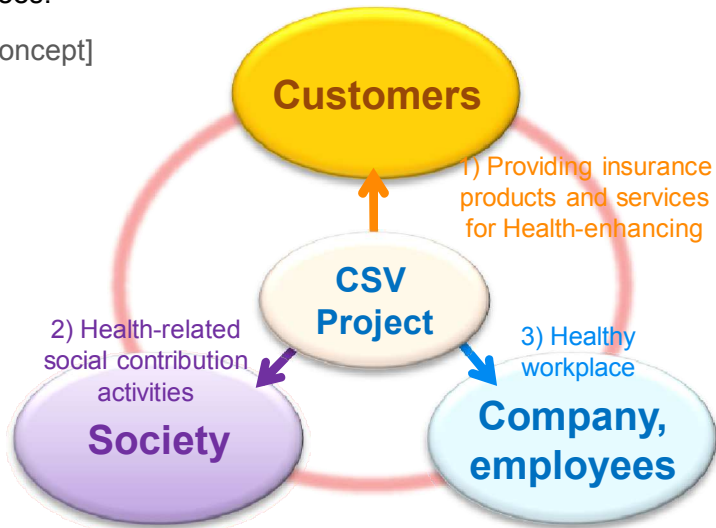 oncept]
Customers
1) Providing insurance
products and services
for Health-enhancing
CSV
Project
2) Health-related
social contribution
activities
3) Healthy
workplace
Society
Company,
employees